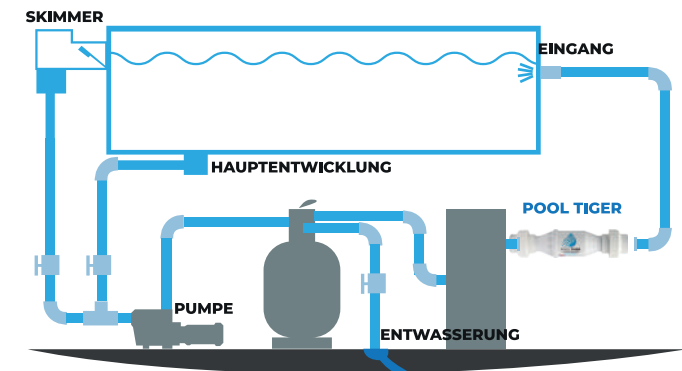 SKIMMER
EINGANG
HAUPTENTWICKLUNG
POOL TIGER
PUMPE
ENTWASSERUNG